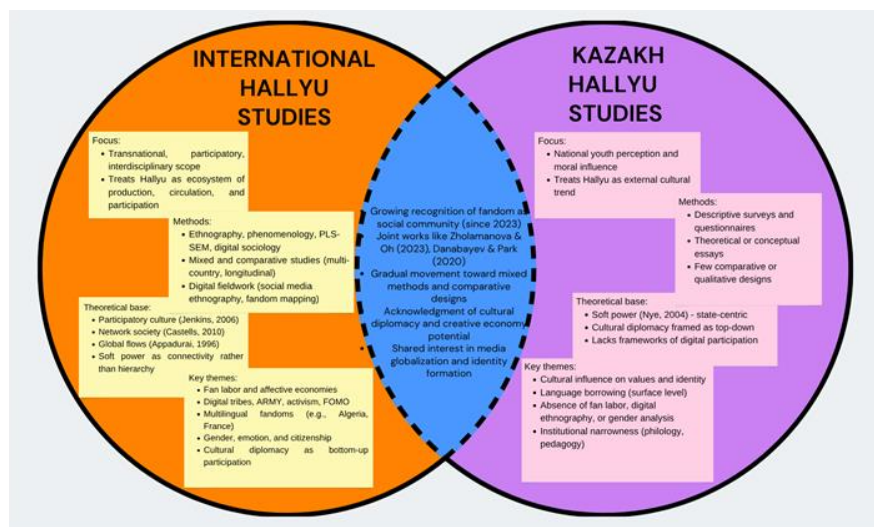 INTERNATIONAL
HALLYU
STUDIES
Focus:
• Transnational, participatory,
interdisciplinary scope
• Treats Hallyu as ecosystem of
production, circulation, and
participation
Methods:
• Ethnography, phenomenology, PLS-
SEM, digital sociology
• Mixed and comparative studies (multi-
country, longitudinal)
• Digital fieldwork (social media
ethnography, fandom mapping)
Theoretical base:
• Participatory culture (Jenkins, 2006)
• Network society (Castells, 2010)
• Global flows (Appadurai, 1996)
• Soft power as connectivity rather
than hierarchy
Key themes:
• Fan labor and affective economies
• Digital tribes, ARMY, activism, FOMO
• Multilingual fandoms (e.g., Algeria,
France)
• Gender, emotion, and citizenship
• Cultural diplomacy as bottom-up
participation
• Growing recognition of fandom as
social community (since 2023)
• Joint works like Zholamanova &
Oh (2023), Danabayev & Park
(2020)
• Gradual movement toward mixed
methods and comparative
designs
• Acknowledgment of cultural
diplomacy and creative economy
potential
• Shared interest in media
globalization and identity
formation
KAZAKH
HALLYU
STUDIES
Focus:
• National youth perception and
moral influence
• Treats Hallyu as external cultural
trend
Methods:
• Descriptive surveys and
questionnaires
• Theoretical or conceptual
essays
• Few comparative or
qualitative designs
Theoretical base:
• Soft power (Nye, 2004) - state-centric
• Cultural diplomacy framed as top-down
• Lacks frameworks of digital participation
Key themes:
• Cultural influence on values and identity
• Language borrowing (surface level)
• Absence of fan labor, digital
ethnography, or gender analysis
• Institutional narrowness (philology,
pedagogy)